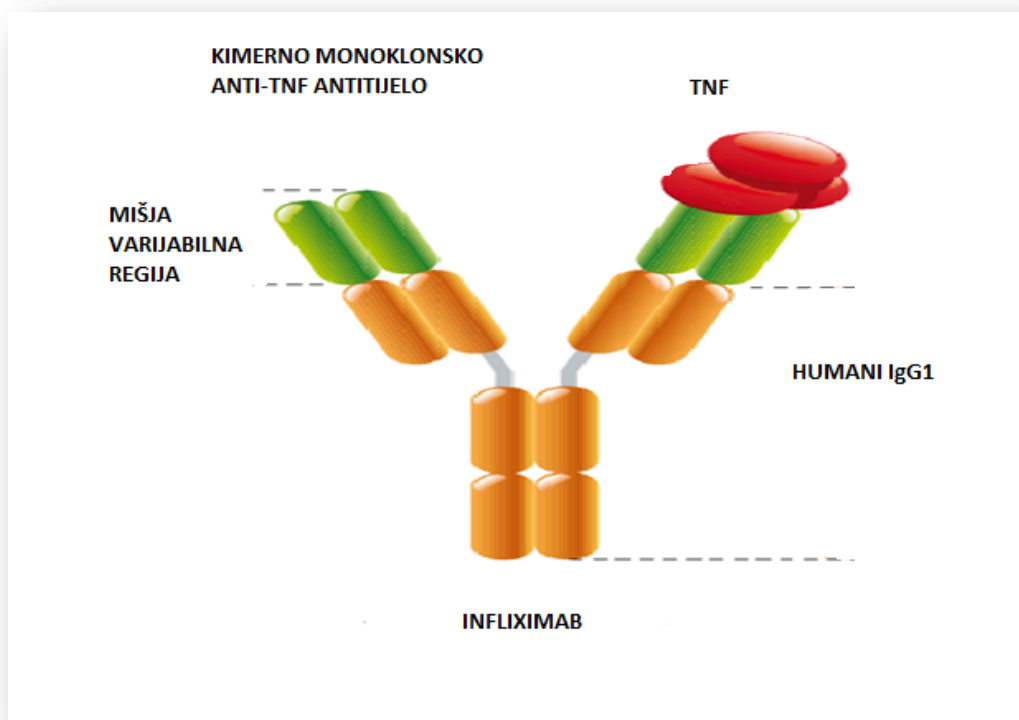 KIMERNO MONOKLONSKO
ANTI-TNF ANTITIJELO
TNF
MIŠJA
VARIJABILNA
REGIJA
HUMANI IgG1
INFLIXIMAB